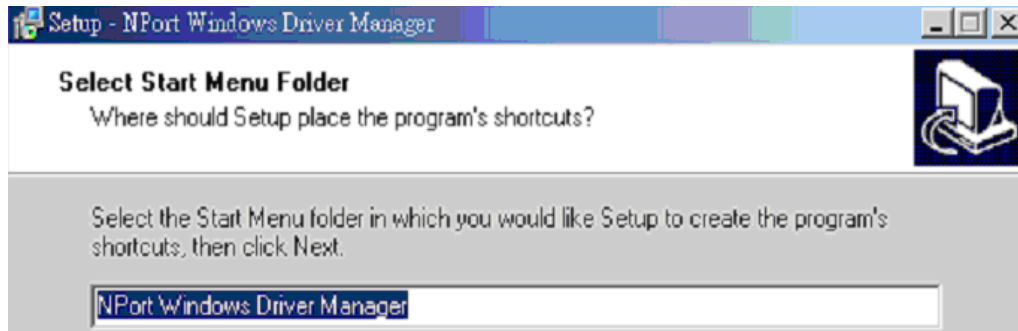 Setup - NPort Windows Driver Manager
Select Start Menu Folder
Where should Setup place the program's shortcuts?
Select the Start Menu folder in which you would like Setup to create the program's
shortcuts, then click Next.
NPort Windows Driver Manager